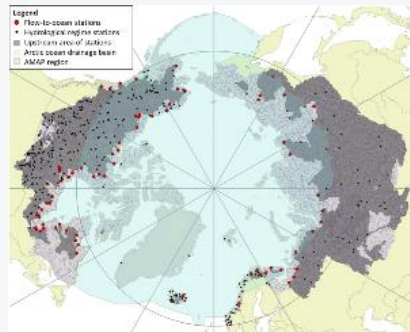 Legend
Flow-to-ocean stations
Hydrological regime stations
Upstream area of stations
Arctic ocean drainage basin
AMAP region